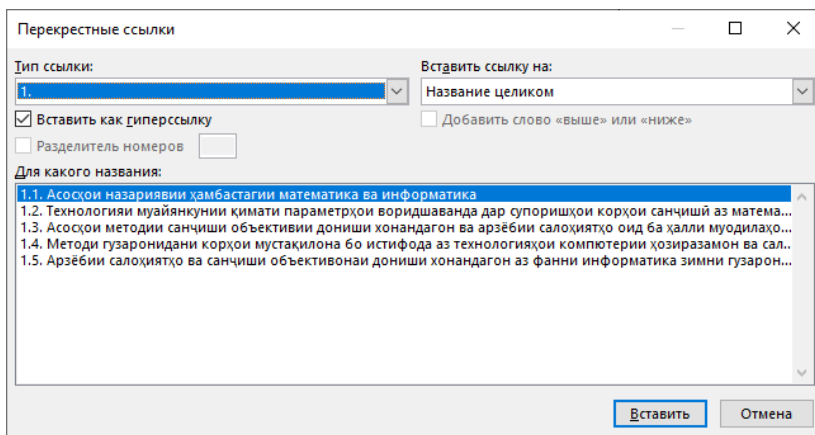 Перекрестные ссылки
Тип ссылки:
Вставить ссылку на:
1.
Название целиком
Вставить как гиперссылку
Добавить слово «выше» или «ниже»
Разделитель номеров
Для какого названия:
1.1. Асосҳои назариявии ҳамбастагии математика ва информатика
1.2. Технологияи муайянкунии қимати параметрҳои воридшаванда дар супоришҳои корҳои санҷишӣ аз матема...
1.3. Асосҳои методии санҷиши объективии дониши хонандагон ва арзёбии салоҳиятҳо оид ба ҳалли муодилаҳо...
1.4. Методи гузаронидани корҳои мустақилона бо истифода аз технологияҳои компютерии ҳозиразамон ва сал...
1.5. Арзёбии салоҳиятҳо ва санҷиши объективонаи дониши хонандагон аз фанни информатика зимни гузарон...
Вставить
Отмена